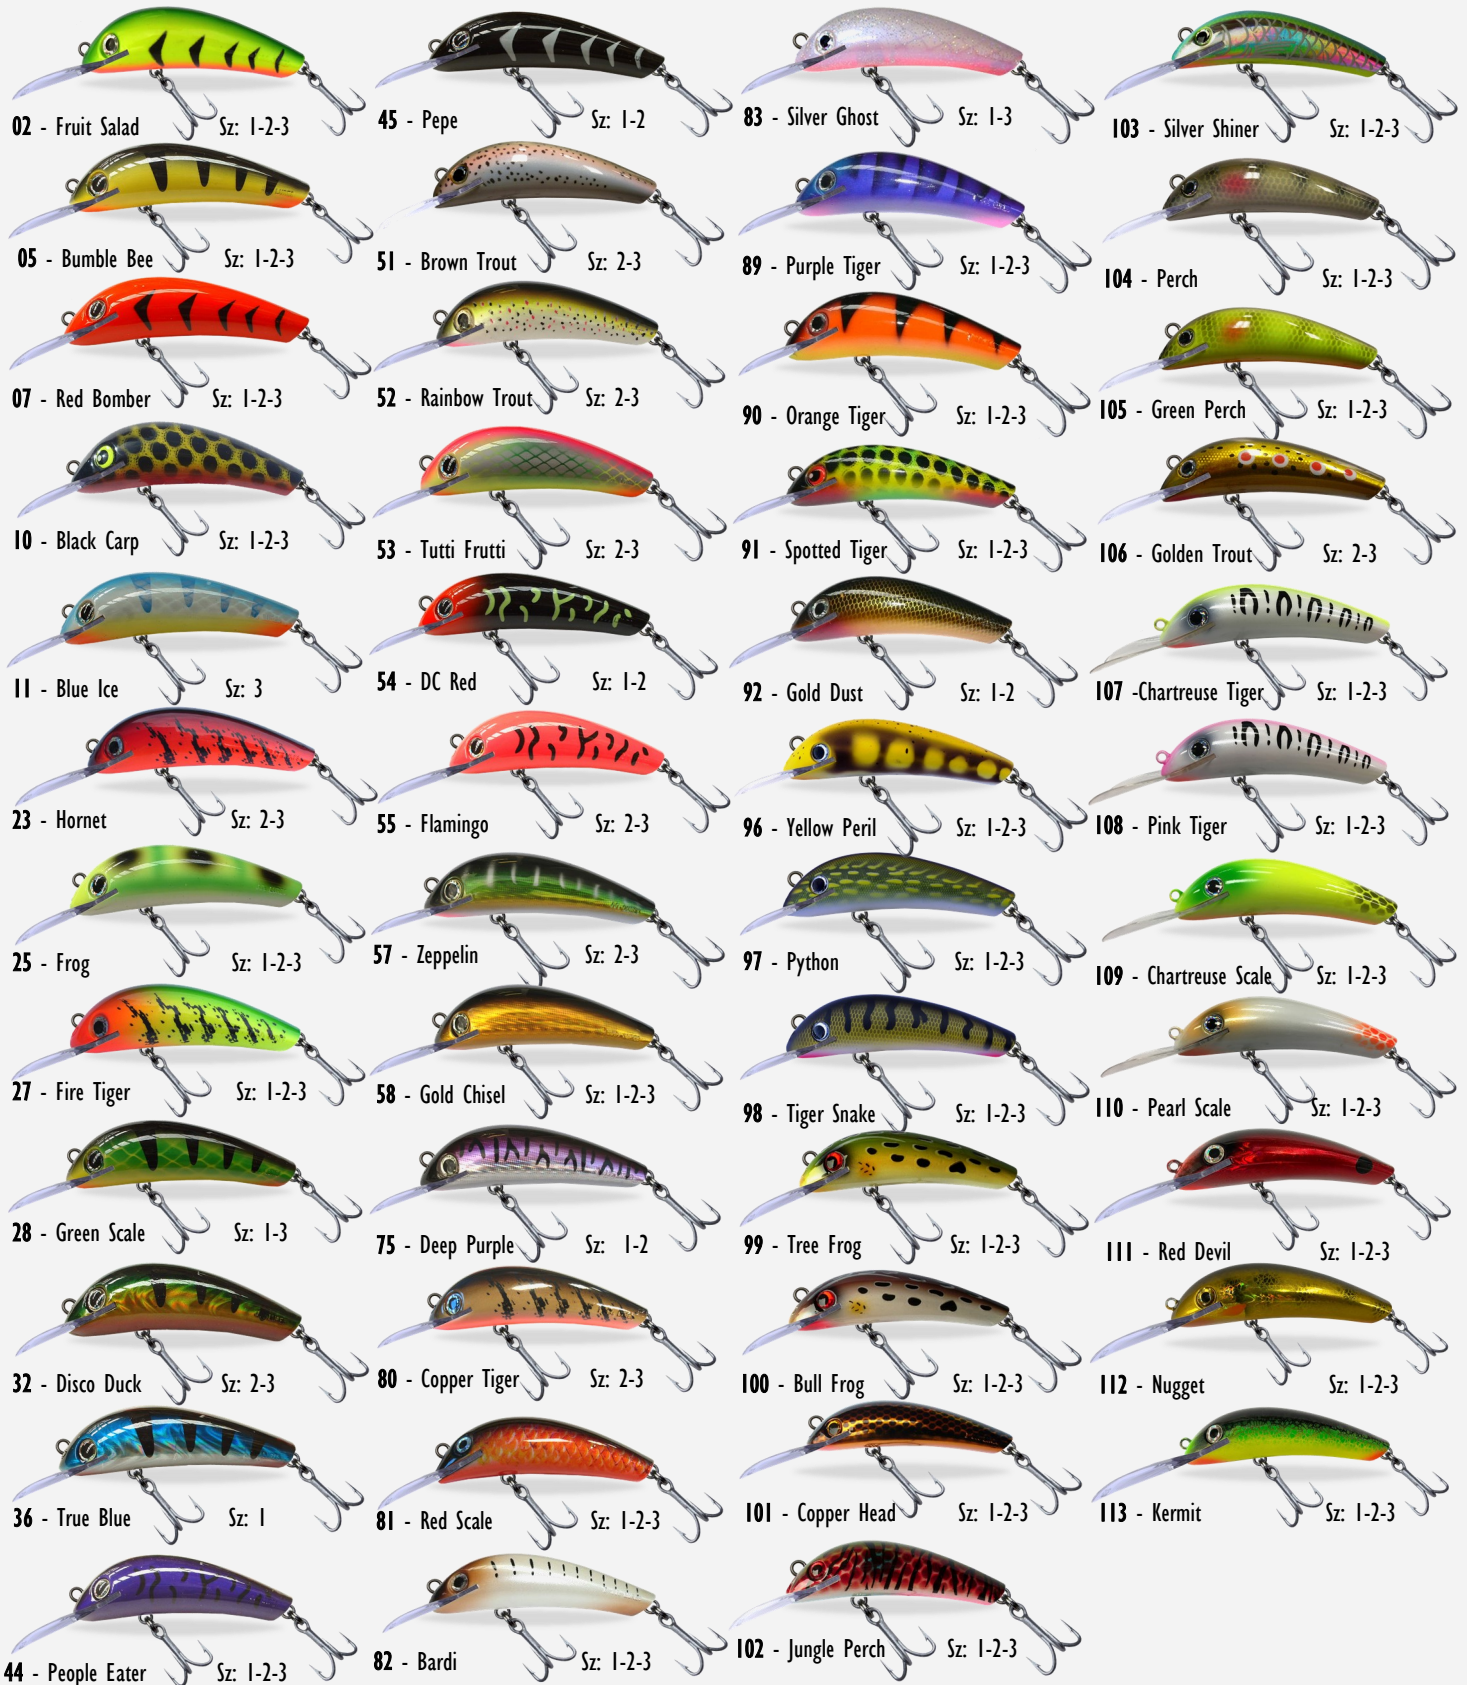 02 - Fruit Salad Sz: 1-2-3
05 - Bumble Bee Sz: 1-2-3
07 - Red Bomber Sz: 1-2-3
10 - Black Carp Sz: 1-2-3
11 - Blue Ice Sz: 3
23 - Hornet Sz: 2-3
25 - Frog Sz: 1-2-3
27 - Fire Tiger Sz: 1-2-3
28 - Green Scale Sz: 1-3
32 - Disco Duck Sz: 2-3
36 - True Blue Sz: 1
44 - People Eater Sz: 1-2-3
45 - Pepe Sz: 1-2
51 - Brown Trout Sz: 2-3
52 - Rainbow Trout Sz: 2-3
53 - Tutti Frutti Sz: 2-3
54 - DC Red Sz: 1-2
55 - Flamingo Sz: 2-3
57 - Zeppelin Sz: 2-3
58 - Gold Chisel Sz: 1-2-3
75 - Deep Purple Sz: 1-2
80 - Copper Tiger Sz: 2-3
81 - Red Scale Sz: 1-2-3
82 - Bardi Sz: 1-2-3
83 - Silver Ghost Sz: 1-3
89 - Purple Tiger Sz: 1-2-3
90 - Orange Tiger Sz: 1-2-3
91 - Spotted Tiger Sz: 1-2-3
92 - Gold Dust Sz: 1-2
96 - Yellow Peril Sz: 1-2-3
97 - Python Sz: 1-2-3
98 - Tiger Snake Sz: 1-2-3
99 - Tree Frog Sz: 1-2-3
100 - Bull Frog Sz: 1-2-3
101 - Copper Head Sz: 1-2-3
102 - Jungle Perch Sz: 1-2-3
103 - Silver Shiner Sz: 1-2-3
104 - Perch Sz: 1-2-3
105 - Green Perch Sz: 1-2-3
106 - Golden Trout Sz: 2-3
107 -Chartreuse Tiger Sz: 1-2-3
108 - Pink Tiger Sz: 1-2-3
109 - Chartreuse Scale Sz: 1-2-3
110 - Pearl Scale Sz: 1-2-3
111 - Red Devil Sz: 1-2-3
112 - Nugget Sz: 1-2-3
113 - Kermit Sz: 1-2-3